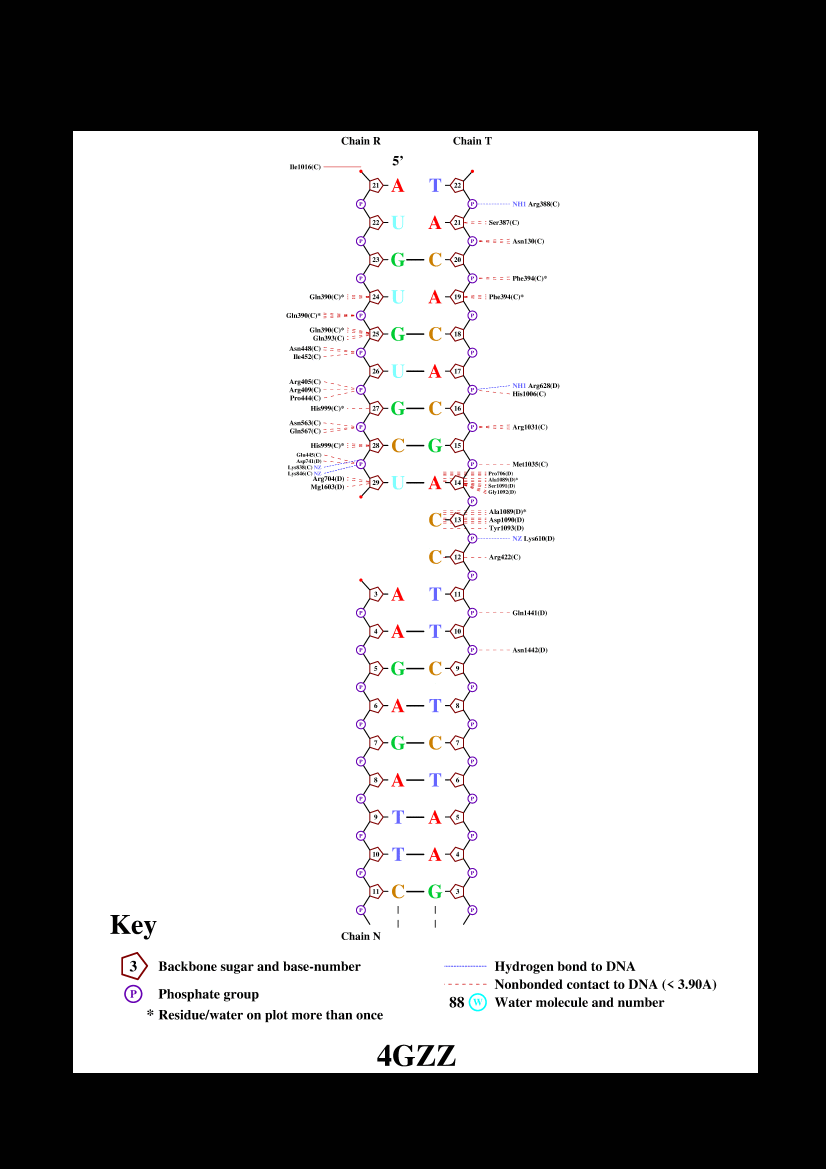 Chain R Chain T
5'
Ile1016(C)
21 A T 22
P P NH1 Arg388(C)
22 U A 21 Ser387(C)
P P Asn130(C)
23 G C 20
P P Phe394(C)*
Gln390(C)* 24 U A 19 Phe394(C)*
Gln390(C)* P P
Gln390(C)*
Gln393(C) 25 G C 18
Asn448(C)
Ile452(C) P P
26 U A 17
Arg405(C) NH1 Arg628(D)
Arg409(C) P P His1006(C)
Pro444(C)
His999(C)* 27 G C 16
Asn563(C)
Gln567(C) P P Arg1031(C)
His999(C)* 28 C G 15
Glu445(C)
Asp741(D)
Lys838(C) NZ P P Met1035(C)
Lys846(C) NZ
Arg704(D) Pro706(D)
Mg1603(D) 29 U A 14 Ala1089(D)*
Ser1091(D)
Gly1092(D)
P
Ala1089(D)*
C 13 Asp1090(D)
Tyr1093(D)
P NZ Lys610(D)
C 12 Arg422(C)
P
3 A T 11
P P Gln1441(D)
4 A T 10
P P Asn1442(D)
5 G C 9
P P
6 A T 8
P P
7 G C 7
P P
8 A T 6
P P
9 T A 5
P P
10 T A 4
P P
11 C G 3
P P
Chain N
Key
3 Backbone sugar and base-number
P Phosphate group
* Residue/water on plot more than once
Hydrogen bond to DNA
Nonbonded contact to DNA (< 3.90A)
88 W Water molecule and number
4GZZ